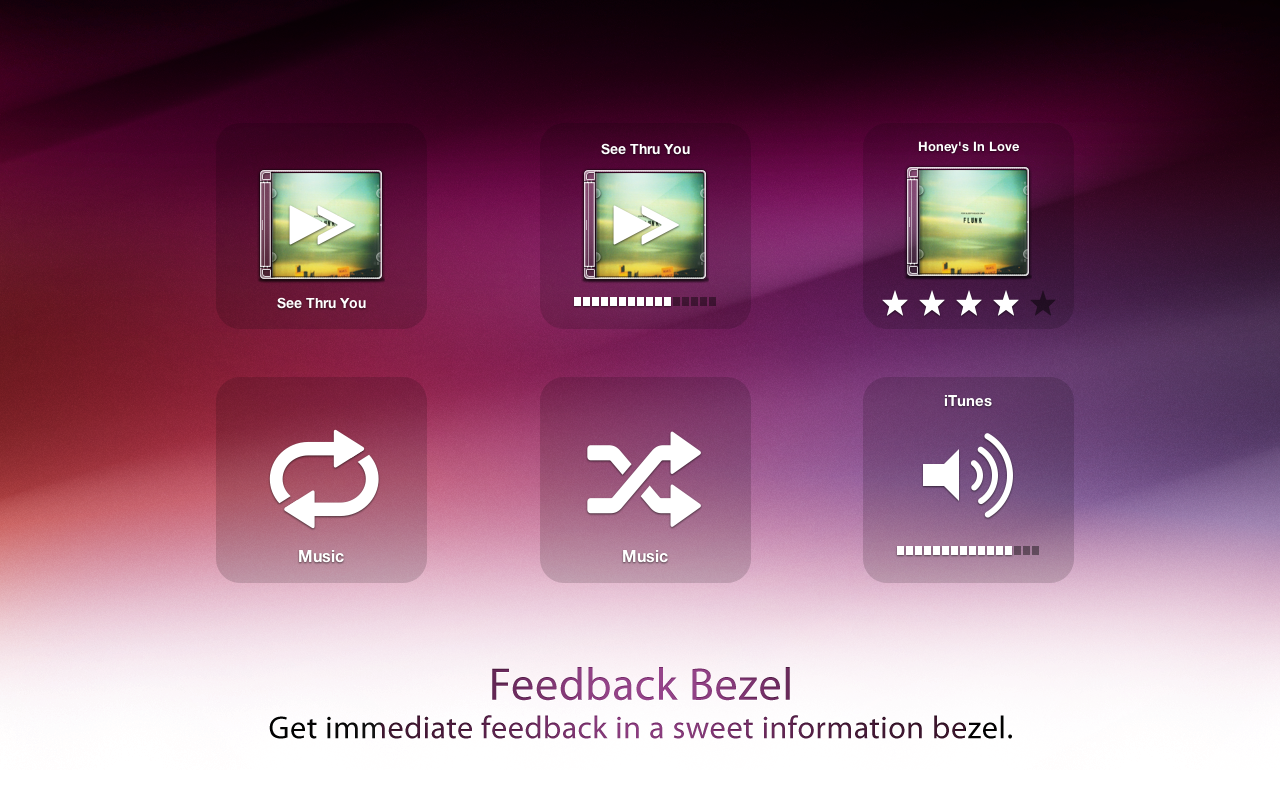 See Thru You
Honey's In Love
FLUNK
See Thru You
iTunes
Music
Music
Feedback Bezel
Get immediate feedback in a sweet information bezel.